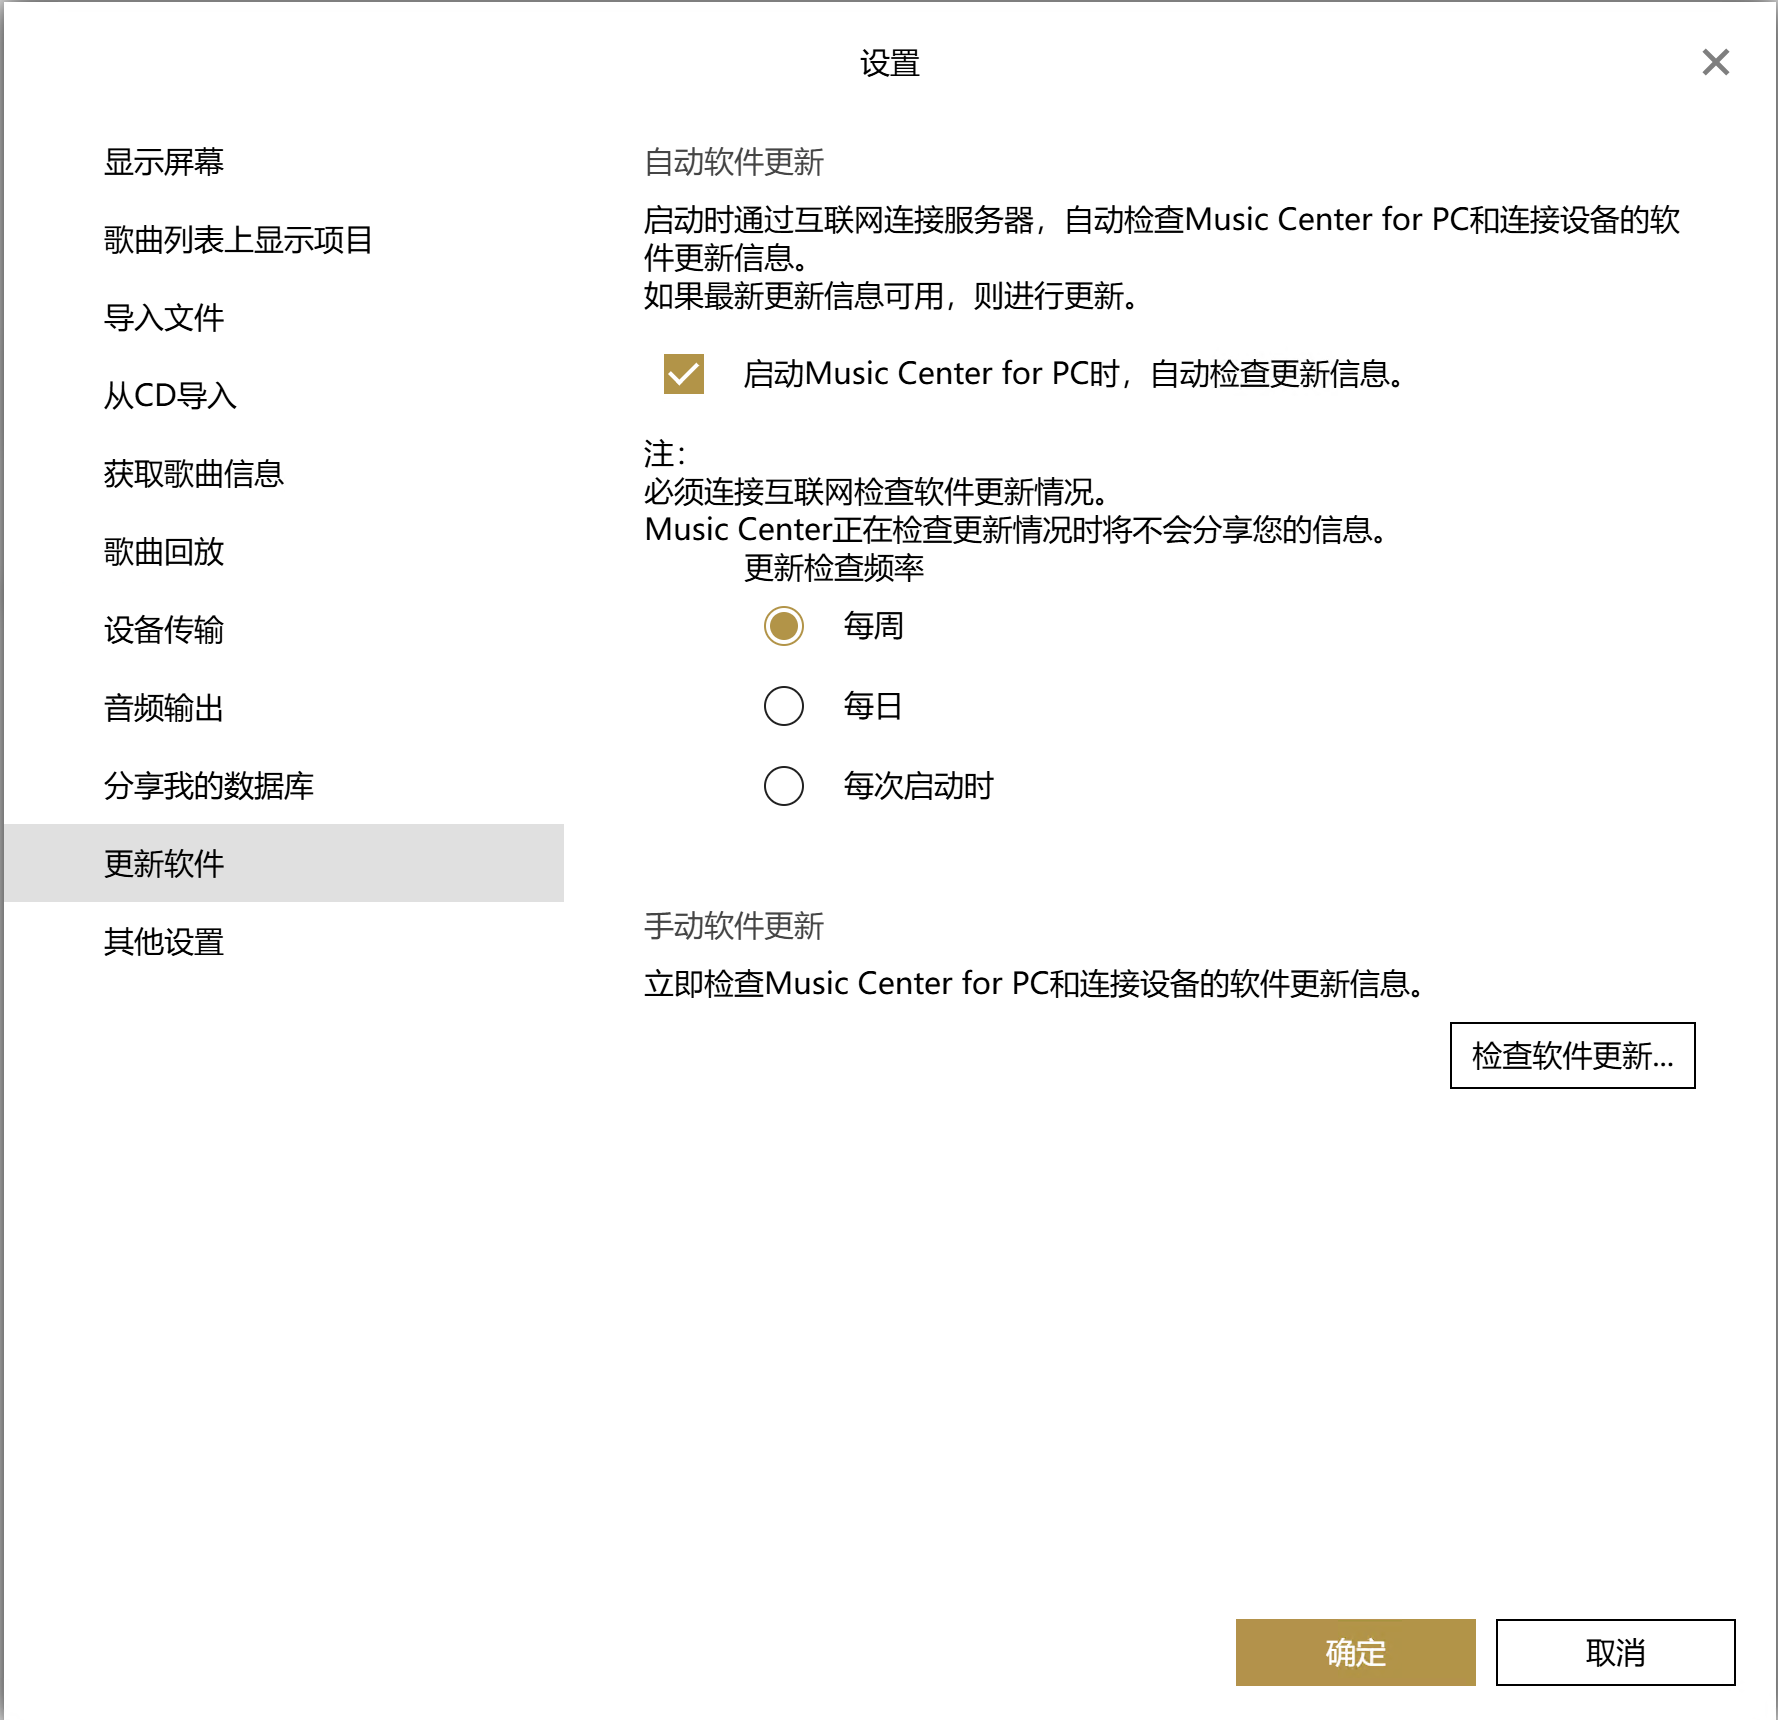 设置
显示屏幕
歌曲列表上显示项目
导入文件
从CD导入
获取歌曲信息
歌曲回放
设备传输
音频输出
分享我的数据库
更新软件
其他设置
自动软件更新
启动时通过互联网连接服务器，自动检查Music Center for PC和连接设备的软
件更新信息。
如果最新更新信息可用，则进行更新。
启动Music Center for PC时，自动检查更新信息。
注：
必须连接互联网检查软件更新情况。
Music Center正在检查更新情况时将不会分享您的信息。
更新检查频率
每周
每日
每次启动时
手动软件更新
立即检查Music Center for PC和连接设备的软件更新信息。
检查软件更新...
确定
取消